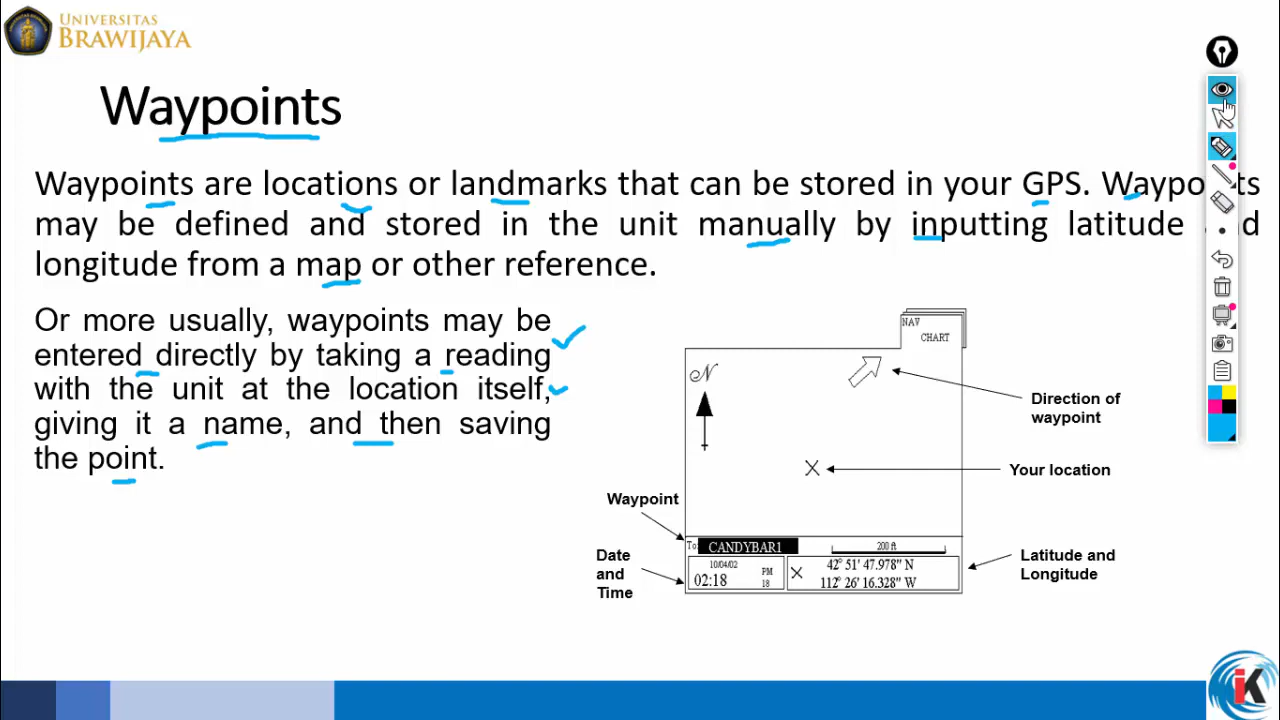 UNIVERSITAS
BRAWIJAYA
Waypoints
Waypoints are locations or landmarks that can be stored in your GPS. Waypoints
may be defined and stored in the unit manually by inputting latitude and
longitude from a map or other reference.
Or more usually, waypoints may be
entered directly by taking a reading
with the unit at the location itself,
giving it a name, and then saving
the point.
NAV
CHART
N
Direction of
waypoint
X
Your location
Waypoint
To:
CANDYBAR1
200 ft
Date
and
Time
10/04/02
02:18
PM
18
X
42° 51' 47.978" N
112° 26' 16.328" W
Latitude and
Longitude
iK